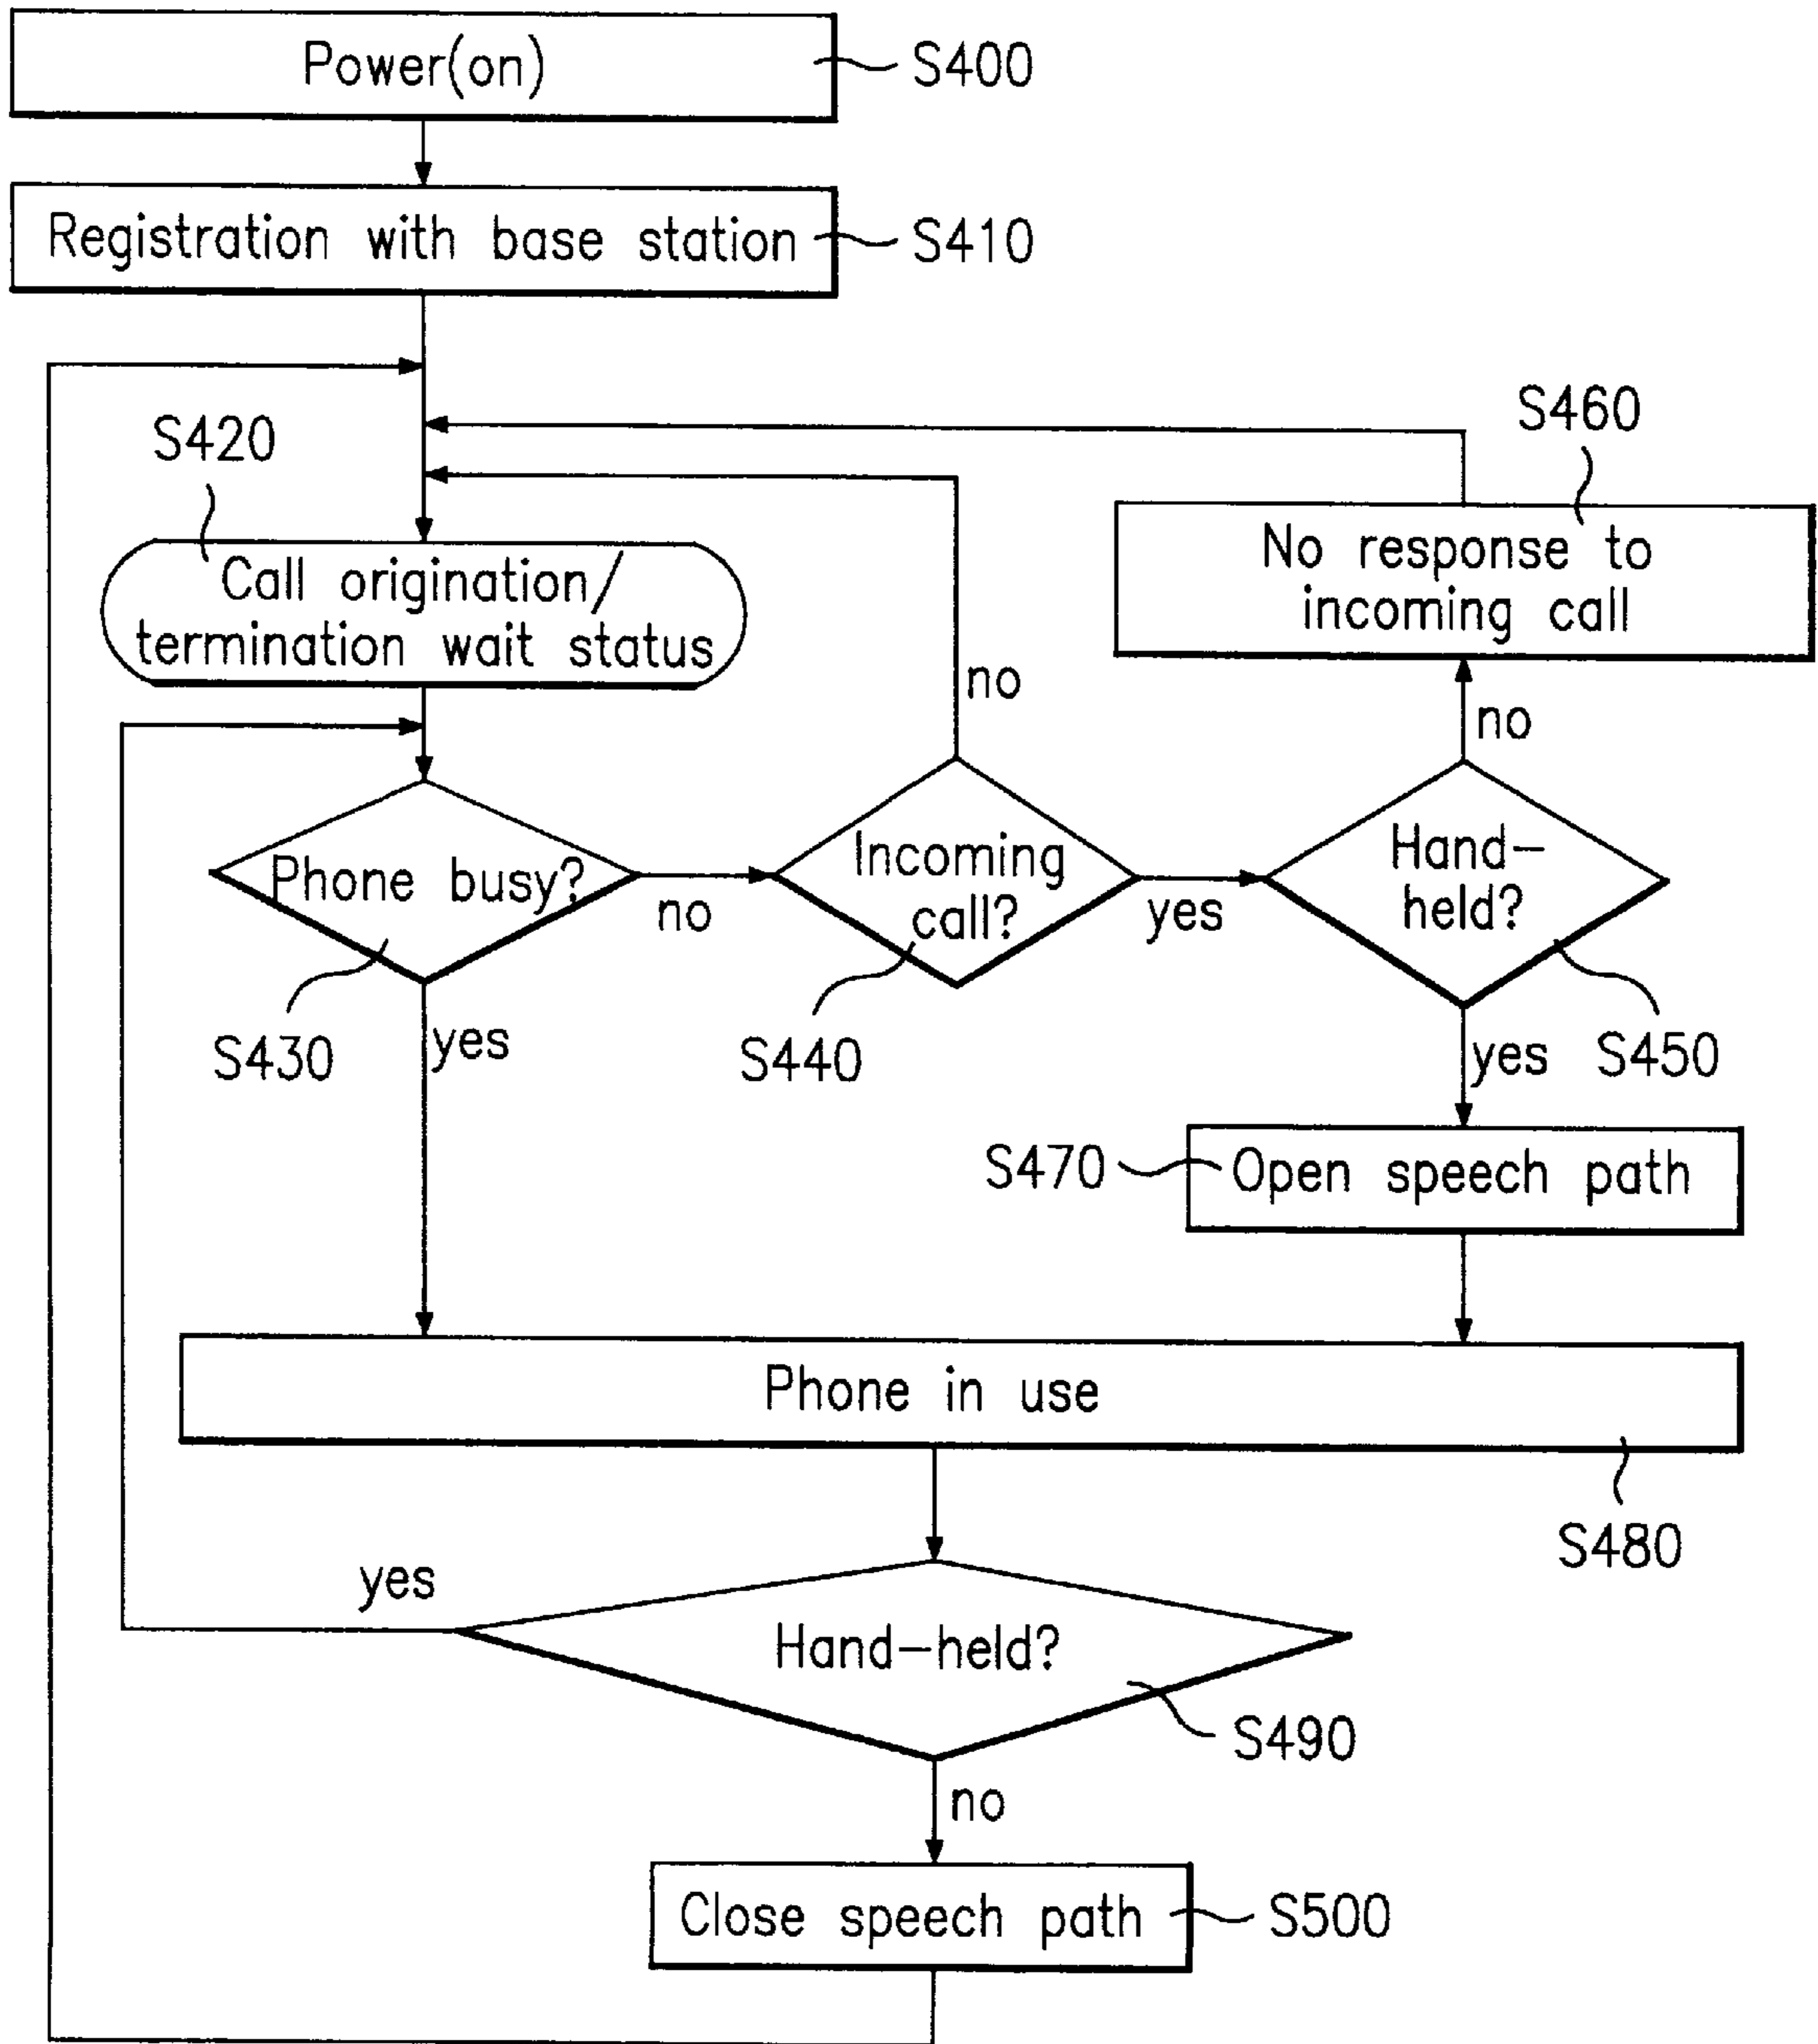 Power(on)
S400
Registration with base station
S410
S420
S460
Call origination/
termination wait status
No response to
incoming call
no
no
Phone busy?
no
Incoming
call?
yes
Hand-
held?
S430
yes
S440
yes
S450
S470
Open speech path
Phone in use
S480
yes
Hand-held?
S490
no
Close speech path
S500